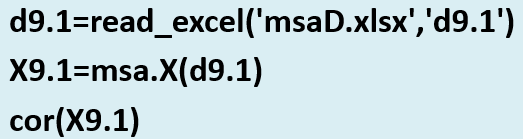 d9.1=read_excel('msaD.xlsx','d9.1')
X9.1=msa.X(d9.1)
cor(X9.1)